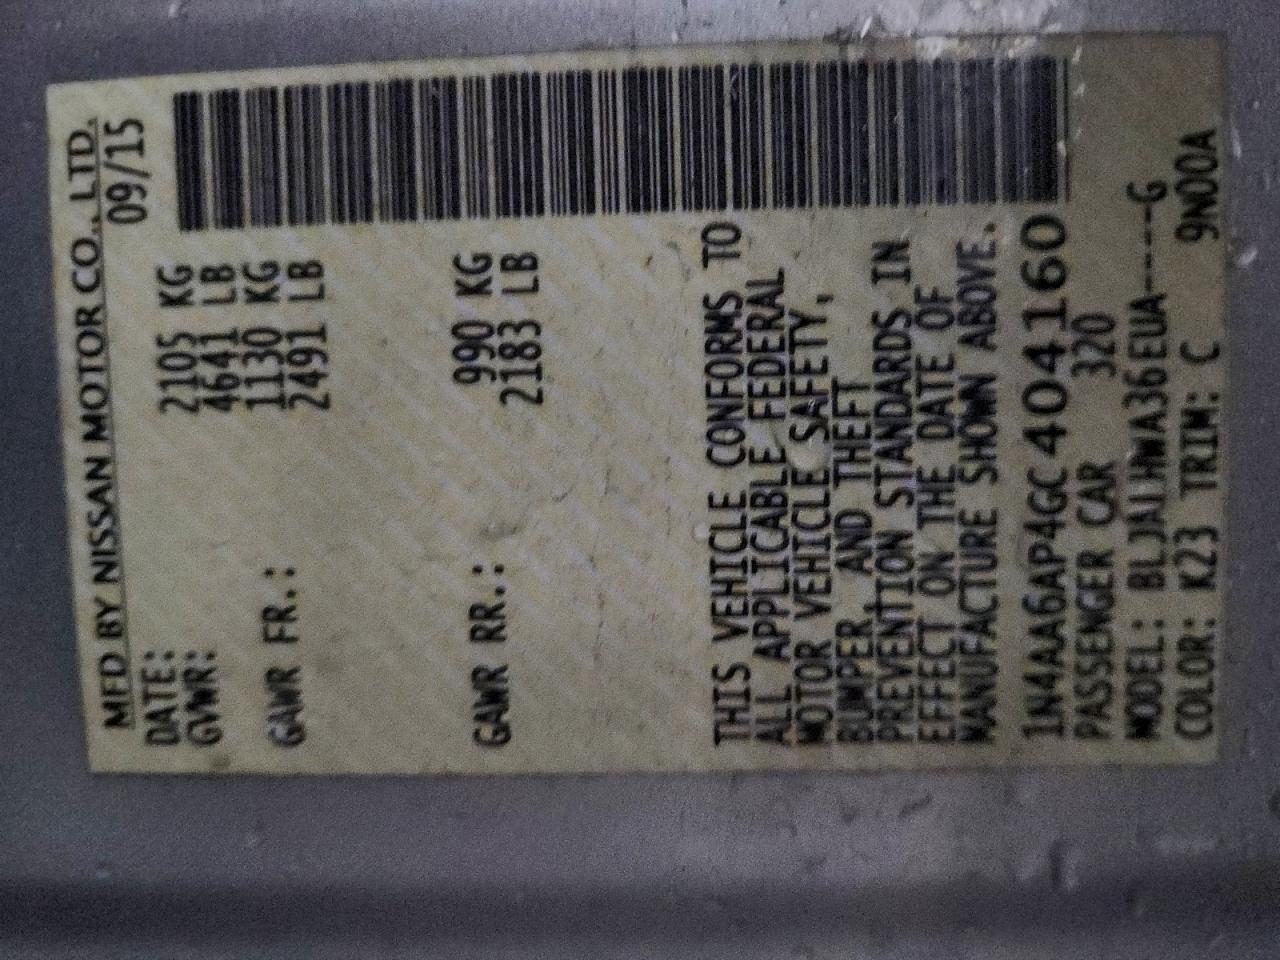 MFD BY NISSAN MOTOR CO., LTD.
DATE: 09/15
GVWR: 2105 KG
4641 LB
GAWR FR.: 1130 KG
2491 LB
GAWR RR.: 990 KG
2183 LB
THIS VEHICLE CONFORMS TO
ALL APPLICABLE FEDERAL
MOTOR VEHICLE SAFETY,
BUMPER, AND THEFT
PREVENTION STANDARDS IN
EFFECT ON THE DATE OF
MANUFACTURE SHOWN ABOVE.
1N4AA6AP4GC404160
PASSENGER CAR 320
MODEL: BLJALHWA36EUA-----G
COLOR: K23 TRIM: C 9N00A